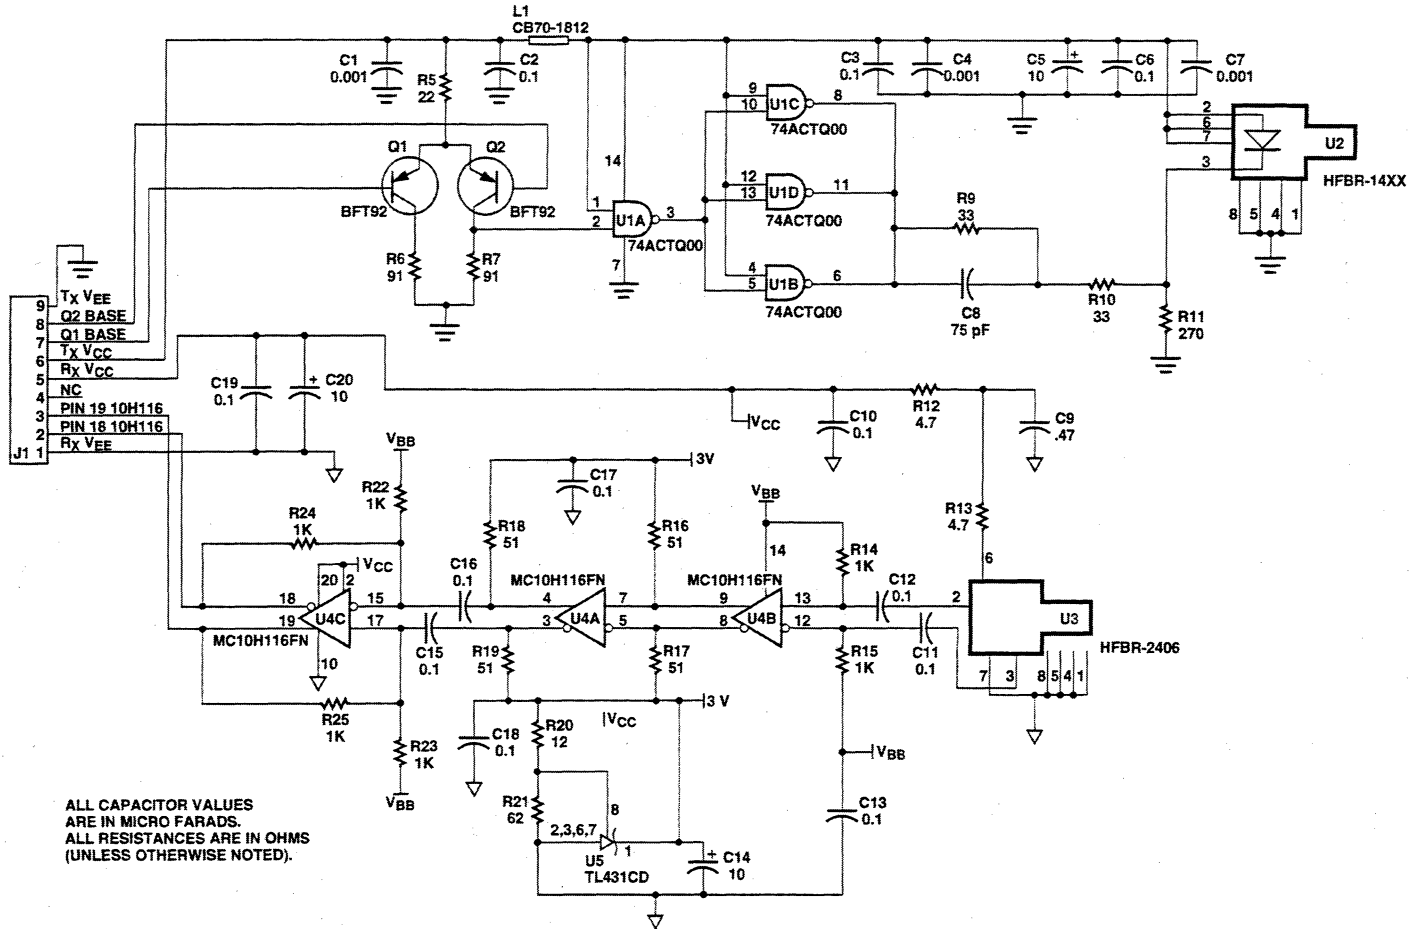 L1
CB70-1812
C1
0.001
R5
22
C2
0.1
C3
0.1
C4
0.001
C5
10
+
C6
0.1
C7
0.001
9
10
U1C
8
74ACTQ00
2
6
7
3
U2
HFBR-14XX
8
5
4
1
Q1
BFT92
Q2
BFT92
14
1
2
U1A
3
74ACTQ00
7
12
13
U1D
11
74ACTQ00
4
5
U1B
6
74ACTQ00
R9
33
C8
75 pF
R10
33
R11
270
R6
91
R7
91
9 TX VEE
8 Q2 BASE
7 Q1 BASE
6 TX VCC
5 RX VCC
4 NC
3 PIN 19 10H116
2 PIN 18 10H116
J1 1 RX VEE
C19
0.1
+
C20
10
VCC
C10
0.1
R12
4.7
C9
.47
R13
4.7
6
VBB
R22
1K
R24
1K
3V
C17
0.1
R18
51
R16
51
VBB
14
R14
1K
C12
0.1
20
2
VCC
18
19
U4C
15
17
MC10H116FN
10
C16
0.1
C15
0.1
MC10H116FN
4
3
U4A
7
5
MC10H116FN
9
8
U4B
13
12
C11
0.1
2
U3
HFBR-2406
7
3
8
5
4
1
R19
51
R17
51
R15
1K
R25
1K
R23
1K
VBB
3 V
C18
0.1
R20
12
VCC
VBB
R21
62
8
2,3,6,7
1
U5
TL431CD
+
C14
10
C13
0.1
ALL CAPACITOR VALUES
ARE IN MICRO FARADS.
ALL RESISTANCES ARE IN OHMS
(UNLESS OTHERWISE NOTED).